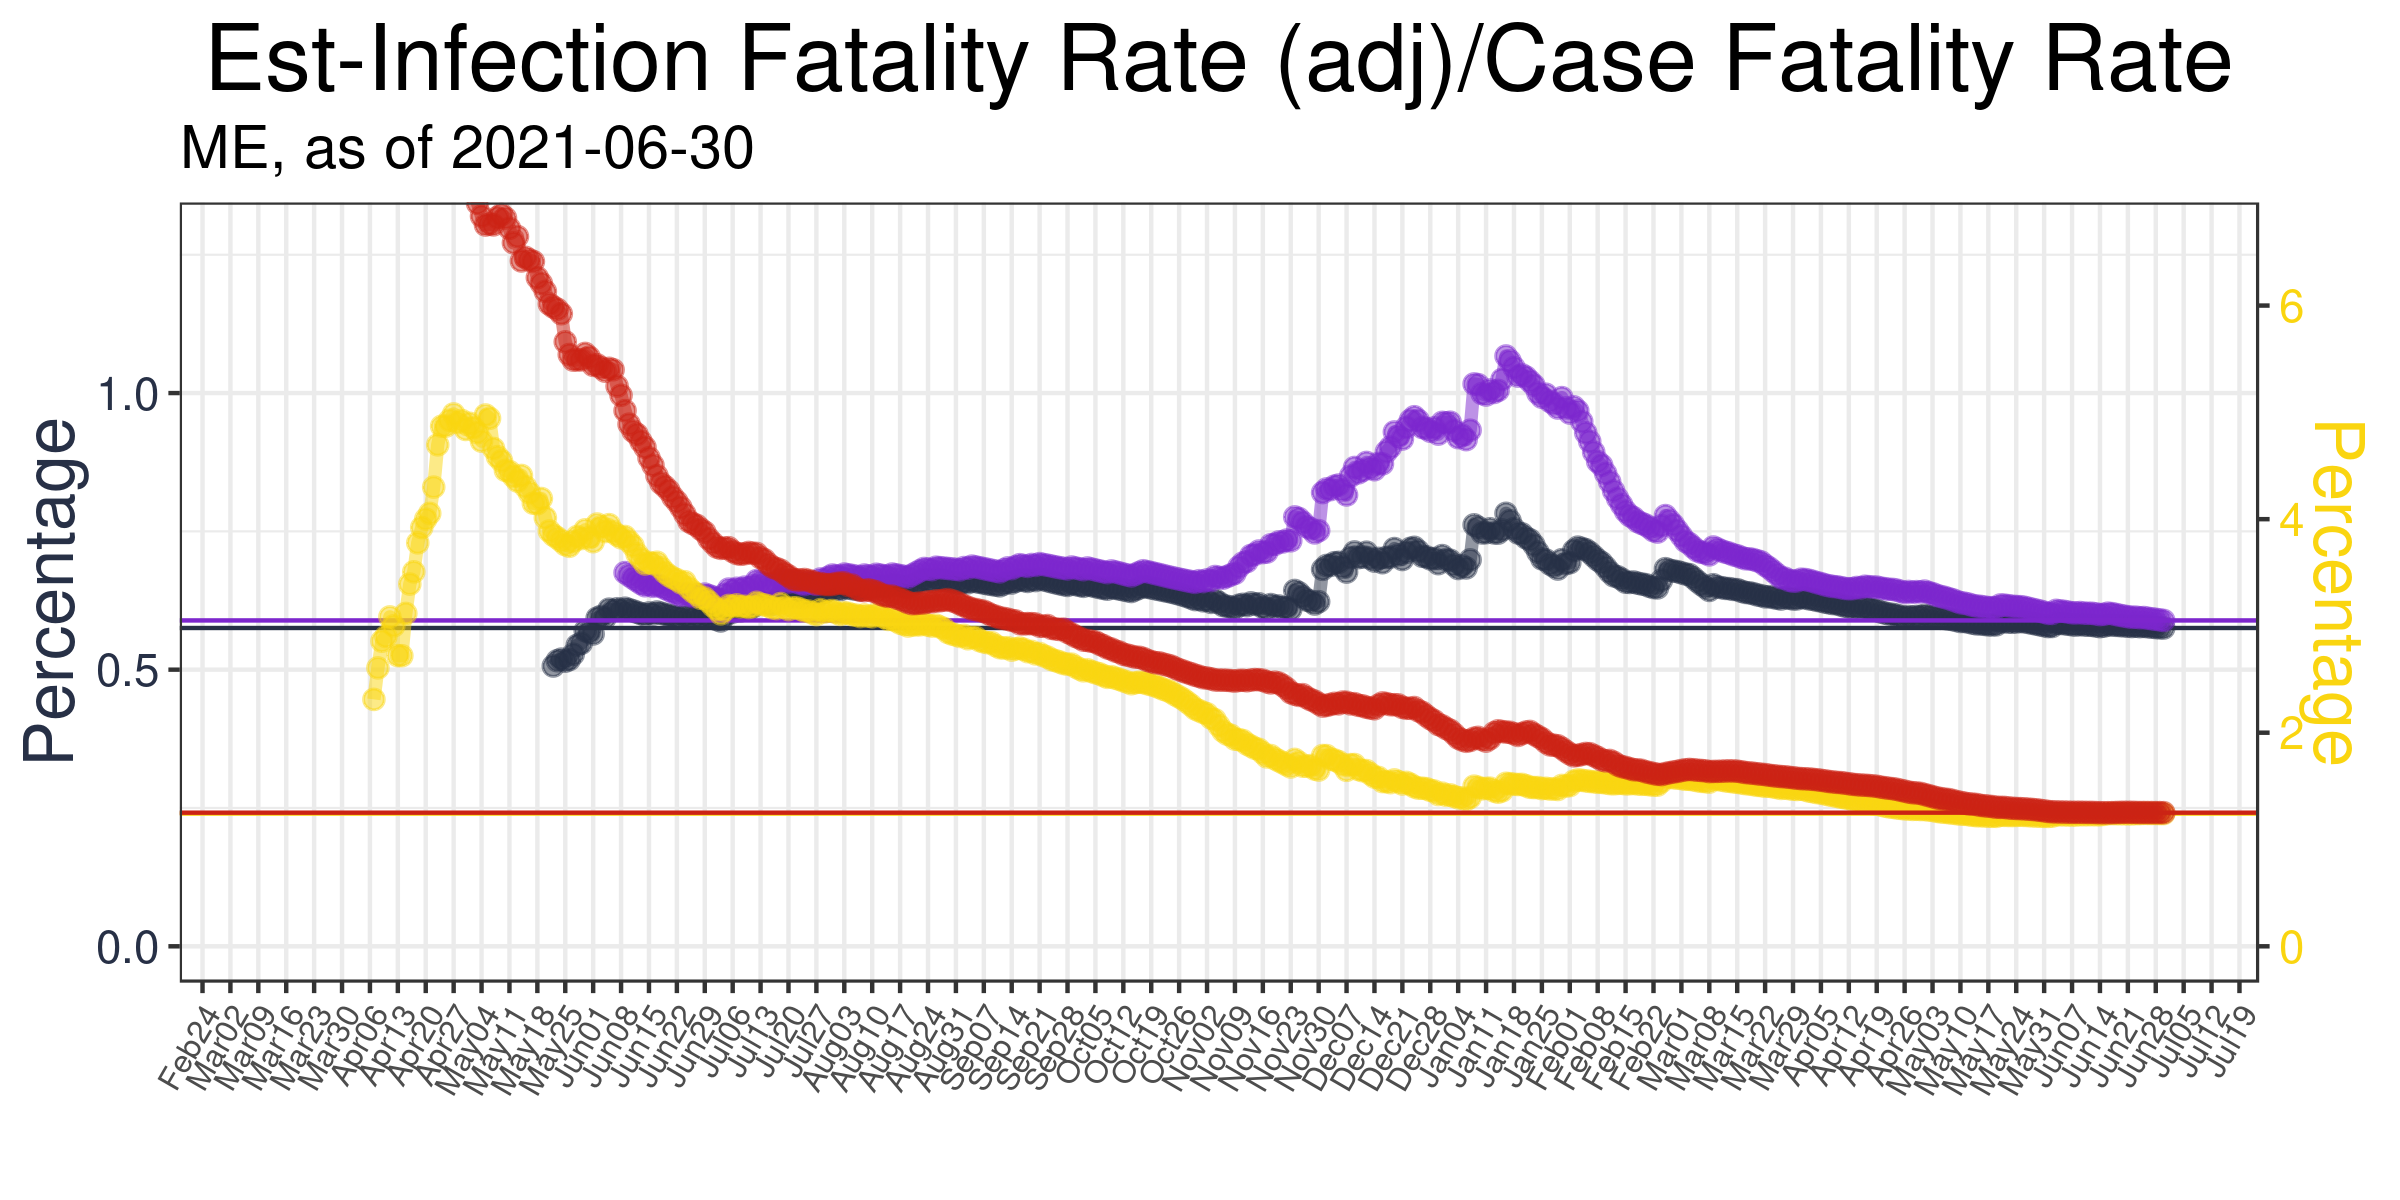 Est-Infection Fatality Rate (adj)/Case Fatality Rate
ME, as of 2021-06-30
Percentage
1.0
0.5
0.0
6
4
2
0
Percentage
Feb24
Mar02
Mar09
Mar16
Mar23
Mar30
Apr06
Apr13
Apr20
Apr27
May04
May11
May18
May25
Jun01
Jun08
Jun15
Jun22
Jun29
Jul06
Jul13
Jul20
Jul27
Aug03
Aug10
Aug17
Aug24
Aug31
Sep07
Sep14
Sep21
Sep28
Oct05
Oct12
Oct19
Oct26
Nov02
Nov09
Nov16
Nov23
Nov30
Dec07
Dec14
Dec21
Dec28
Jan04
Jan11
Jan18
Jan25
Feb01
Feb08
Feb15
Feb22
Mar01
Mar08
Mar15
Mar22
Mar29
Apr05
Apr12
Apr19
Apr26
May03
May10
May17
May24
May31
Jun07
Jun14
Jun21
Jun28
Jul05
Jul12
Jul19